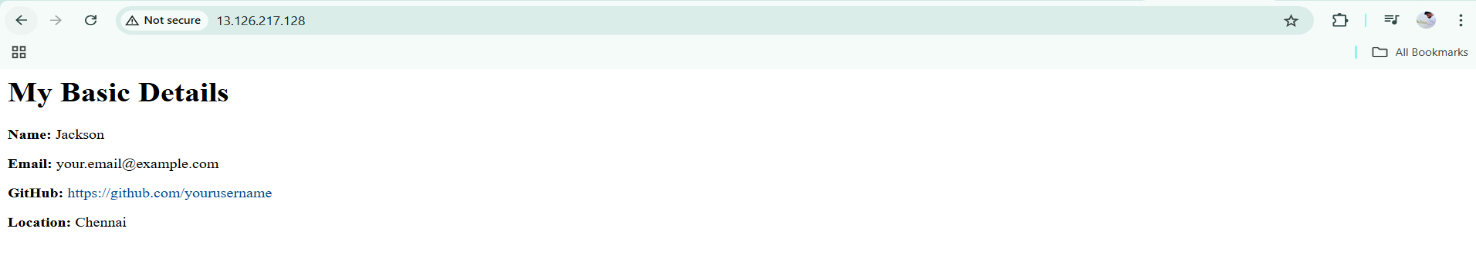 Not secure 13.126.217.128
All Bookmarks
My Basic Details
Name: Jackson
Email: your.email@example.com
GitHub: https://github.com/yourusername
Location: Chennai